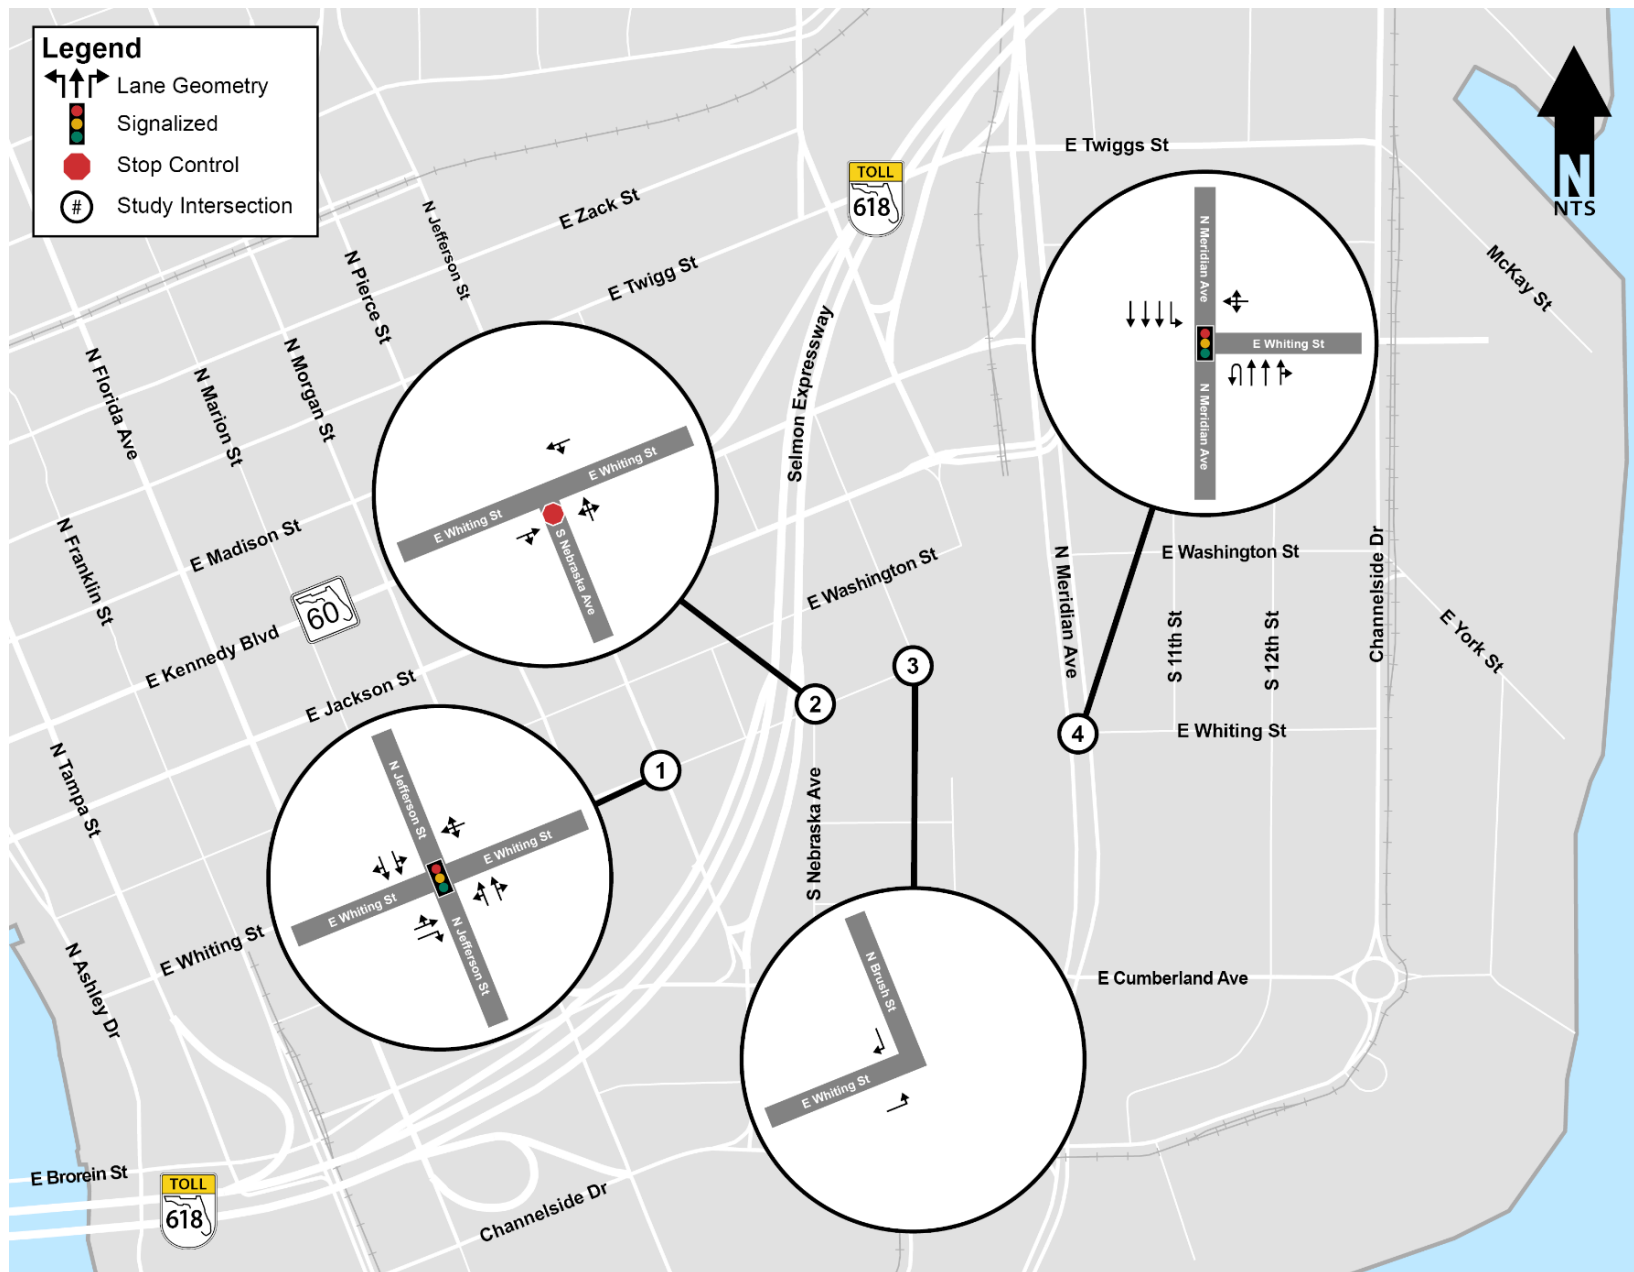 Legend
Lane Geometry
Signalized
Stop Control
#
Study Intersection
N
NTS
E Twiggs St
TOLL
618
E Zack St
E Twigg St
N Jefferson St
N Pierce St
N Morgan St
N Marion St
N Florida Ave
N Franklin St
McKay St
Selmon Expressway
N Meridian Ave
E Whiting St
N Meridian Ave
E Whiting St
E Whiting St
S Nebraska Ave
E Madison St
60
E Kennedy Blvd
E Jackson St
E Washington St
E Washington St
N Meridian Ave
S 11th St
S 12th St
Channelside Dr
E York St
1
2
3
4
E Whiting St
N Tampa St
S Nebraska Ave
N Jefferson St
E Whiting St
E Whiting St
N Jefferson St
E Whiting St
N Ashley Dr
N Brush St
E Whiting St
E Cumberland Ave
E Brorein St
TOLL
618
Channelside Dr